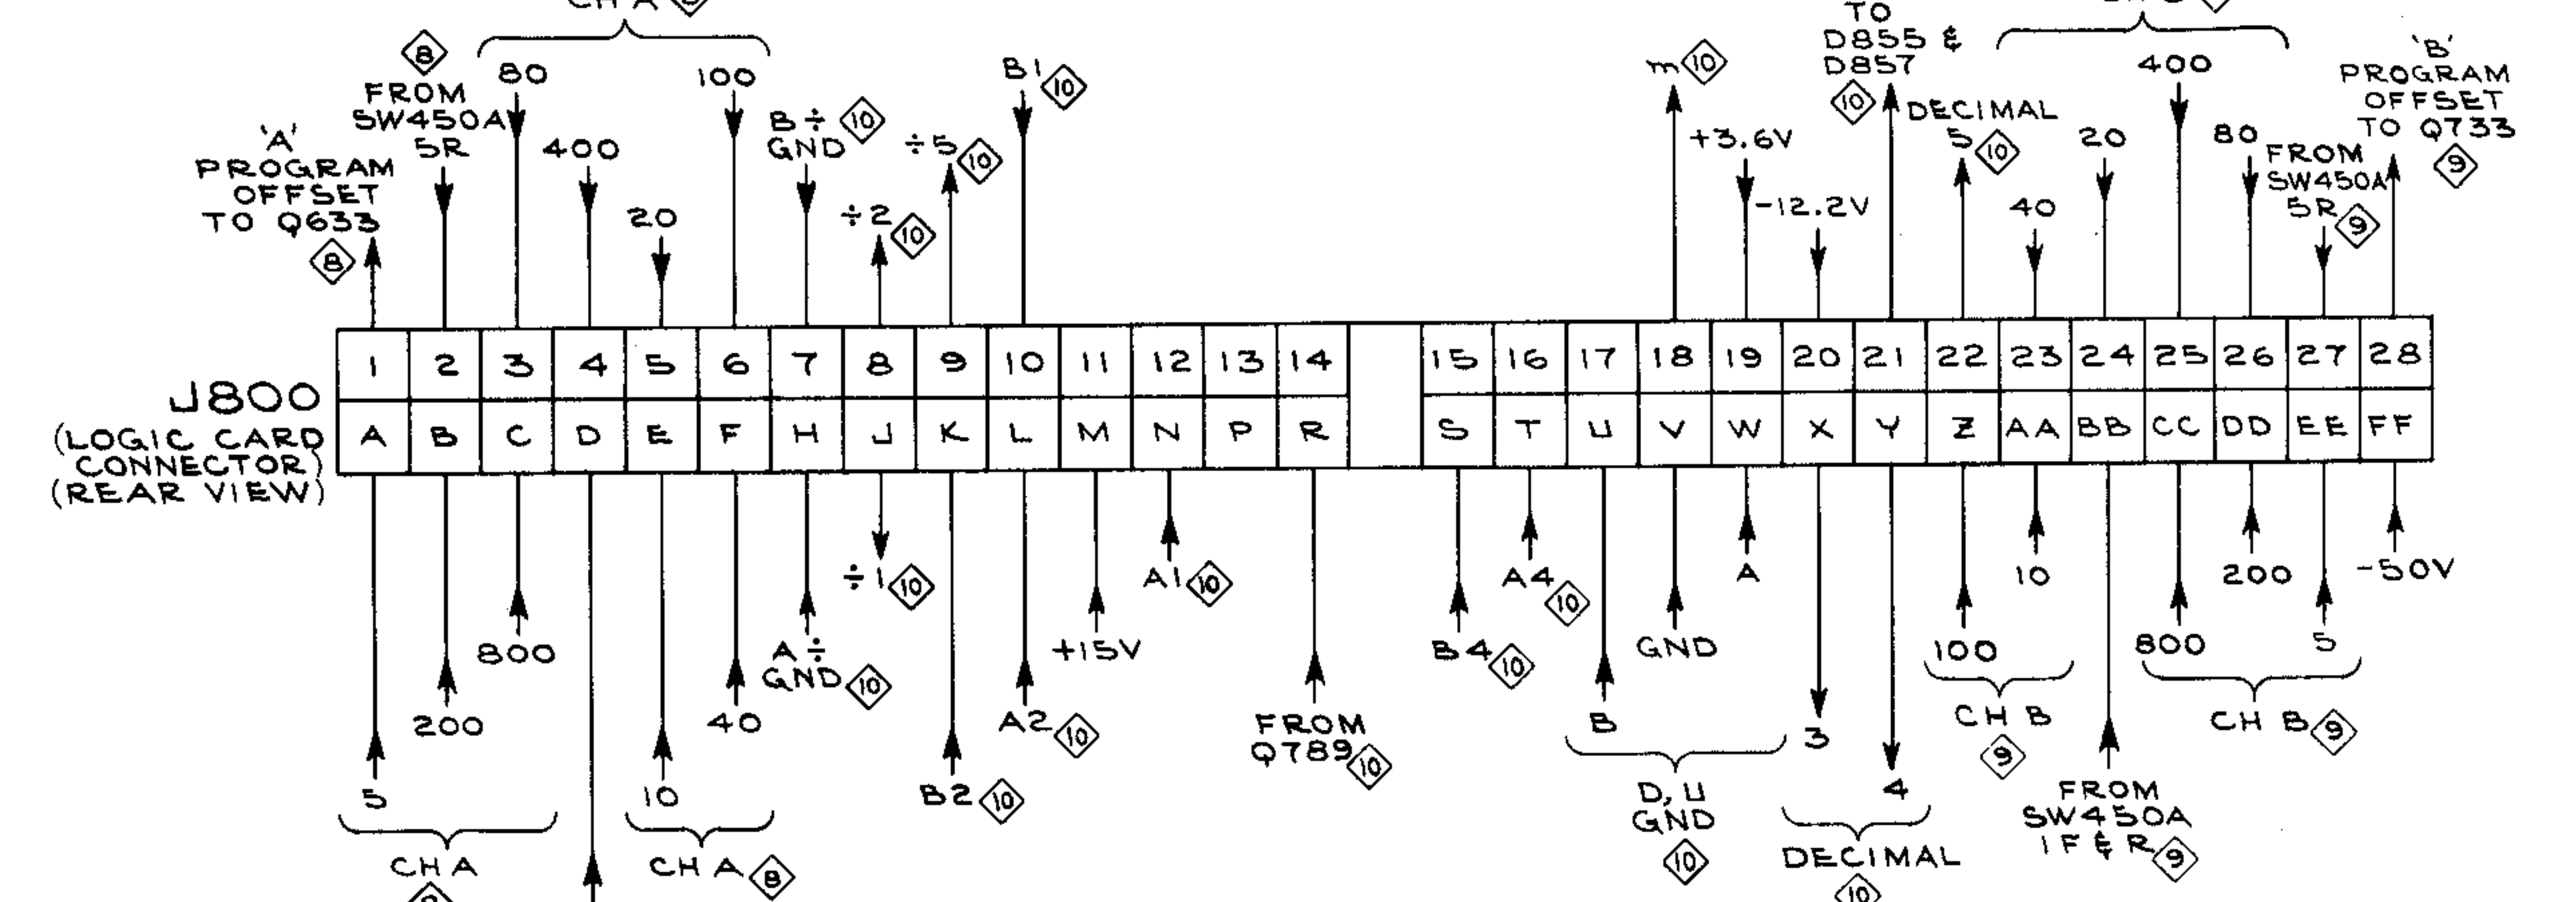 CH A
8
FROM
SW450A
5R
80
100
'A'
PROGRAM
OFFSET
TO Q633
8
400
20
B÷ 10
GND
÷2 10
÷5 10
B1 10
m 10
+3.6V
-12.2V
TO
D855 &
D857
10
DECIMAL
5 10
40
20
400
80
FROM
SW450A
5R 9
'B'
PROGRAM
OFFSET
TO Q733
9
J800
(LOGIC CARD
CONNECTOR)
(REAR VIEW)
1 2 3 4 5 6 7 8 9 10 11 12 13 14 15 16 17 18 19 20 21 22 23 24 25 26 27 28
A B C D E F H J K L M N P R S T U V W X Y Z AA BB CC DD EE FF
5
200
800
CH A
10
40
CH A 8
A÷
GND 10
÷1 10
B2 10
A2 10
+15V
A1 10
FROM
Q789 10
B4 10
A4 10
B
GND
A
D, U
GND
10
3
4
DECIMAL
10
100
10
CH B
9
FROM
SW450A
1F & R 9
800
200
5
CH B 9
-50V